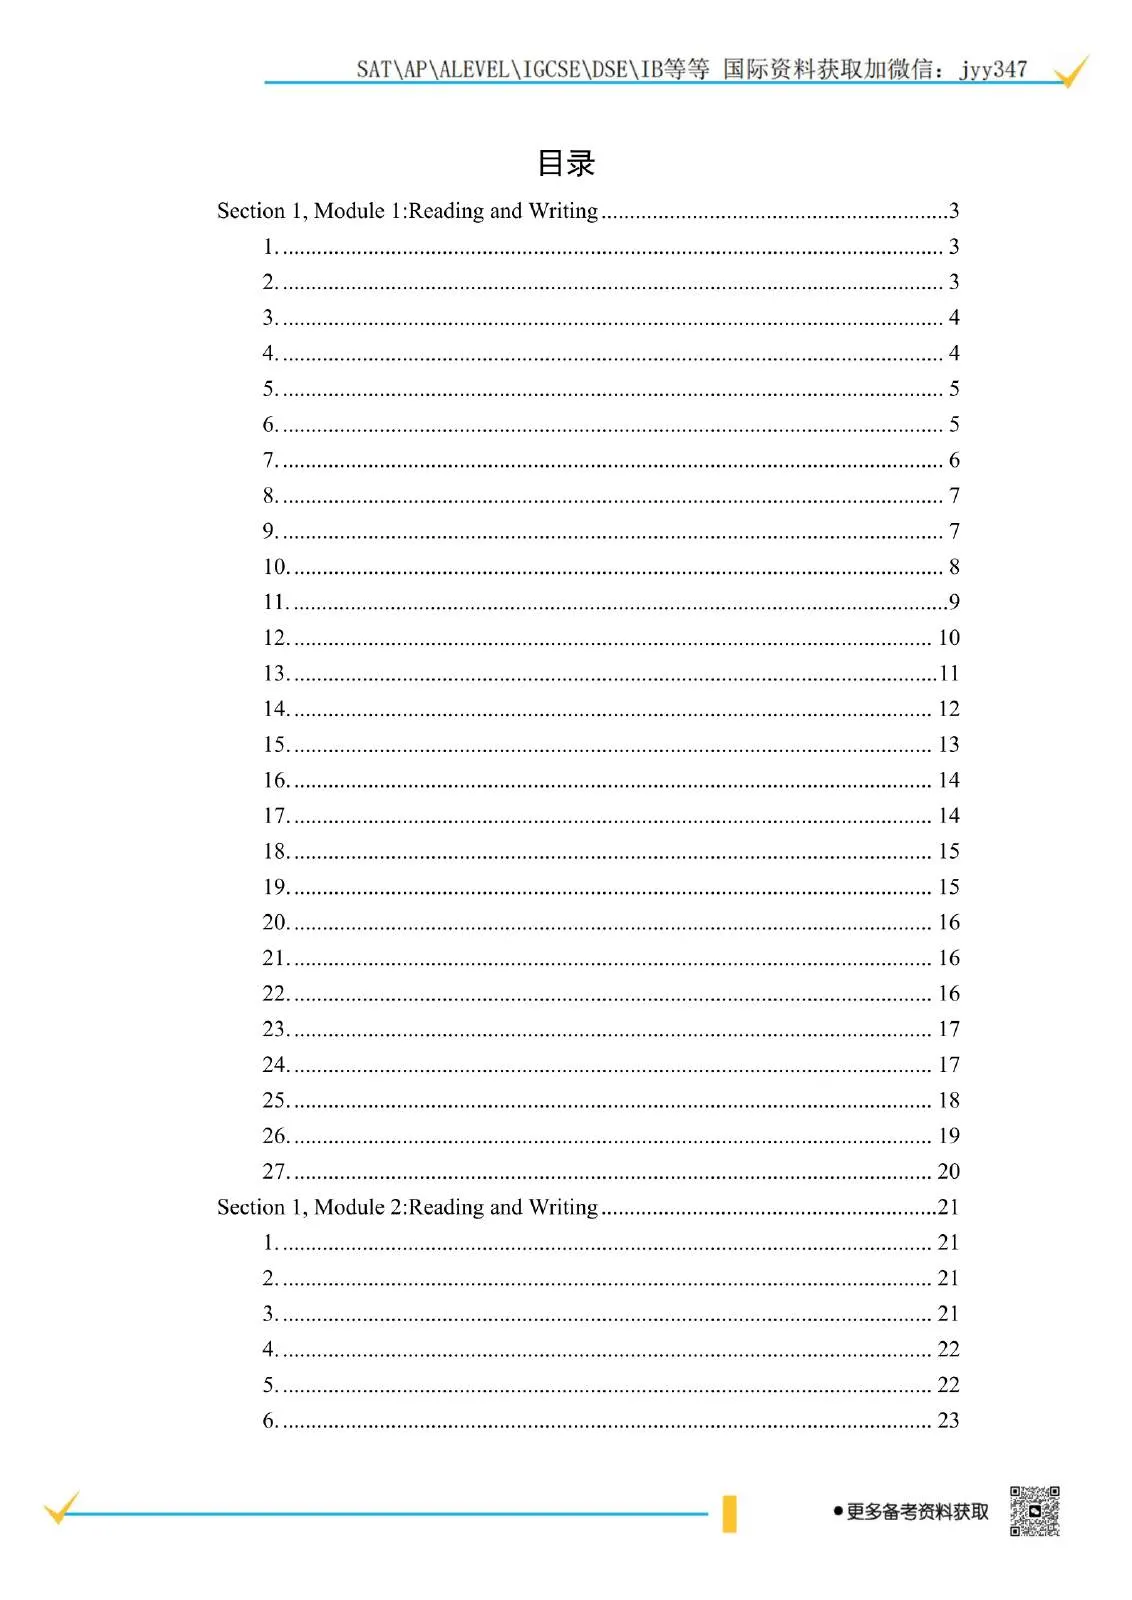 SAT\AP\ALEVEL\IGCSE\DSE\IB等等 国际资料获取加微信：jyy347
目录
Section 1, Module 1:Reading and Writing........................................3
1. ........................................ 3
2. ........................................ 3
3. ........................................ 4
4. ........................................ 4
5. ........................................ 5
6. ........................................ 5
7. ........................................ 6
8. ........................................ 7
9. ........................................ 7
10. ........................................ 8
11. ........................................9
12. ........................................ 10
13. ........................................11
14. ........................................ 12
15. ........................................ 13
16. ........................................ 14
17. ........................................ 14
18. ........................................ 15
19. ........................................ 15
20. ........................................ 16
21. ........................................ 16
22. ........................................ 16
23. ........................................ 17
24. ........................................ 17
25. ........................................ 18
26. ........................................ 19
27. ........................................ 20
Section 1, Module 2:Reading and Writing........................................21
1. ........................................ 21
2. ........................................ 21
3. ........................................ 21
4. ........................................ 22
5. ........................................ 22
6. ........................................ 23
●更多备考资料获取